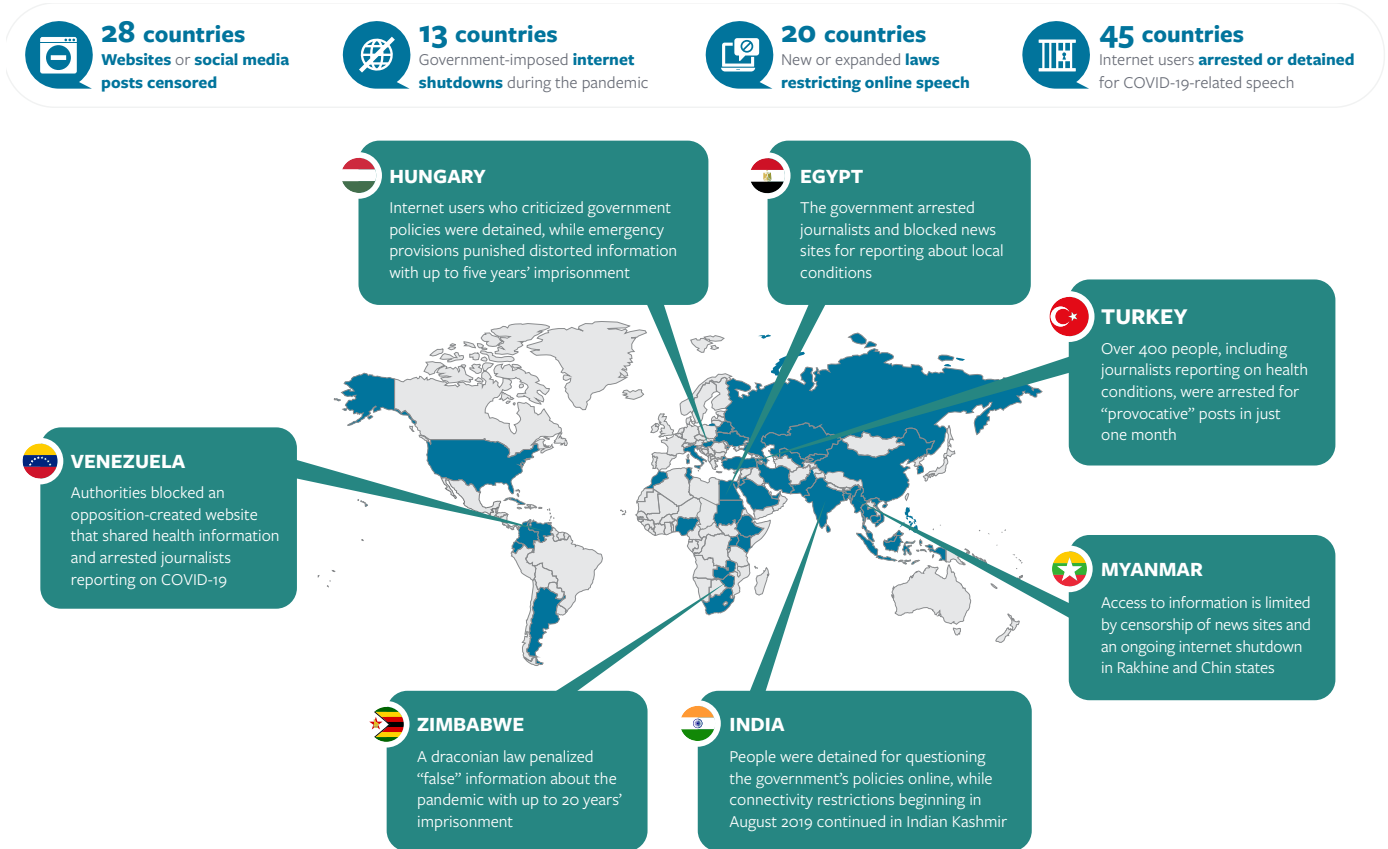 28 countries
Websites or social media
posts censored
13 countries
Government-imposed internet
shutdowns during the pandemic
20 countries
New or expanded laws
restricting online speech
45 countries
Internet users arrested or detained
for COVID-19-related speech
HUNGARY
Internet users who criticized government
policies were detained, while emergency
provisions punished distorted information
with up to five years’ imprisonment
EGYPT
The government arrested
journalists and blocked news
sites for reporting about local
conditions
TURKEY
Over 400 people, including
journalists reporting on health
conditions, were arrested for
“provocative” posts in just
one month
VENEZUELA
Authorities blocked an
opposition-created website
that shared health information
and arrested journalists
reporting on COVID-19
MYANMAR
Access to information is limited
by censorship of news sites and
an ongoing internet shutdown
in Rakhine and Chin states
ZIMBABWE
A draconian law penalized
“false” information about the
pandemic with up to 20 years’
imprisonment
INDIA
People were detained for questioning
the government’s policies online, while
connectivity restrictions beginning in
August 2019 continued in Indian Kashmir